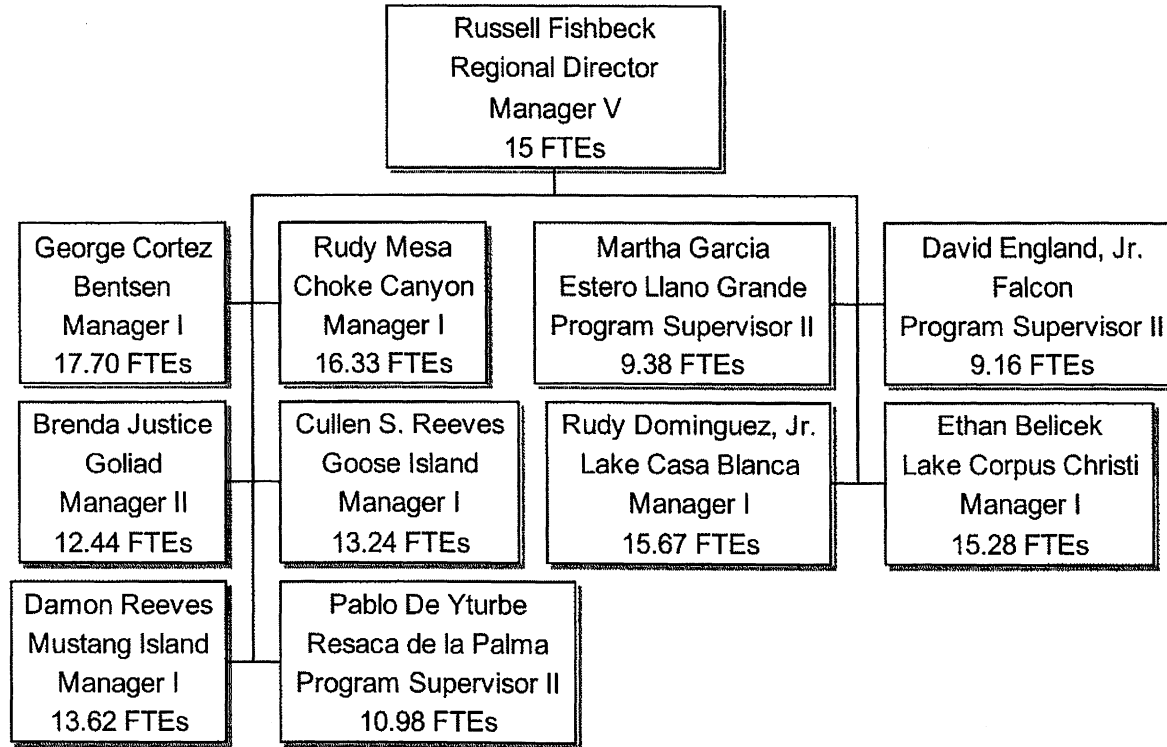 Russell Fishbeck
Regional Director
Manager V
15 FTEs
George Cortez
Bentsen
Manager I
17.70 FTEs
Rudy Mesa
Choke Canyon
Manager I
16.33 FTEs
Martha Garcia
Estero Llano Grande
Program Supervisor II
9.38 FTEs
David England, Jr.
Falcon
Program Supervisor II
9.16 FTEs
Brenda Justice
Goliad
Manager II
12.44 FTEs
Cullen S. Reeves
Goose Island
Manager I
13.24 FTEs
Rudy Dominguez, Jr.
Lake Casa Blanca
Manager I
15.67 FTEs
Ethan Belicek
Lake Corpus Christi
Manager I
15.28 FTEs
Damon Reeves
Mustang Island
Manager I
13.62 FTEs
Pablo De Yturbe
Resaca de la Palma
Program Supervisor II
10.98 FTEs